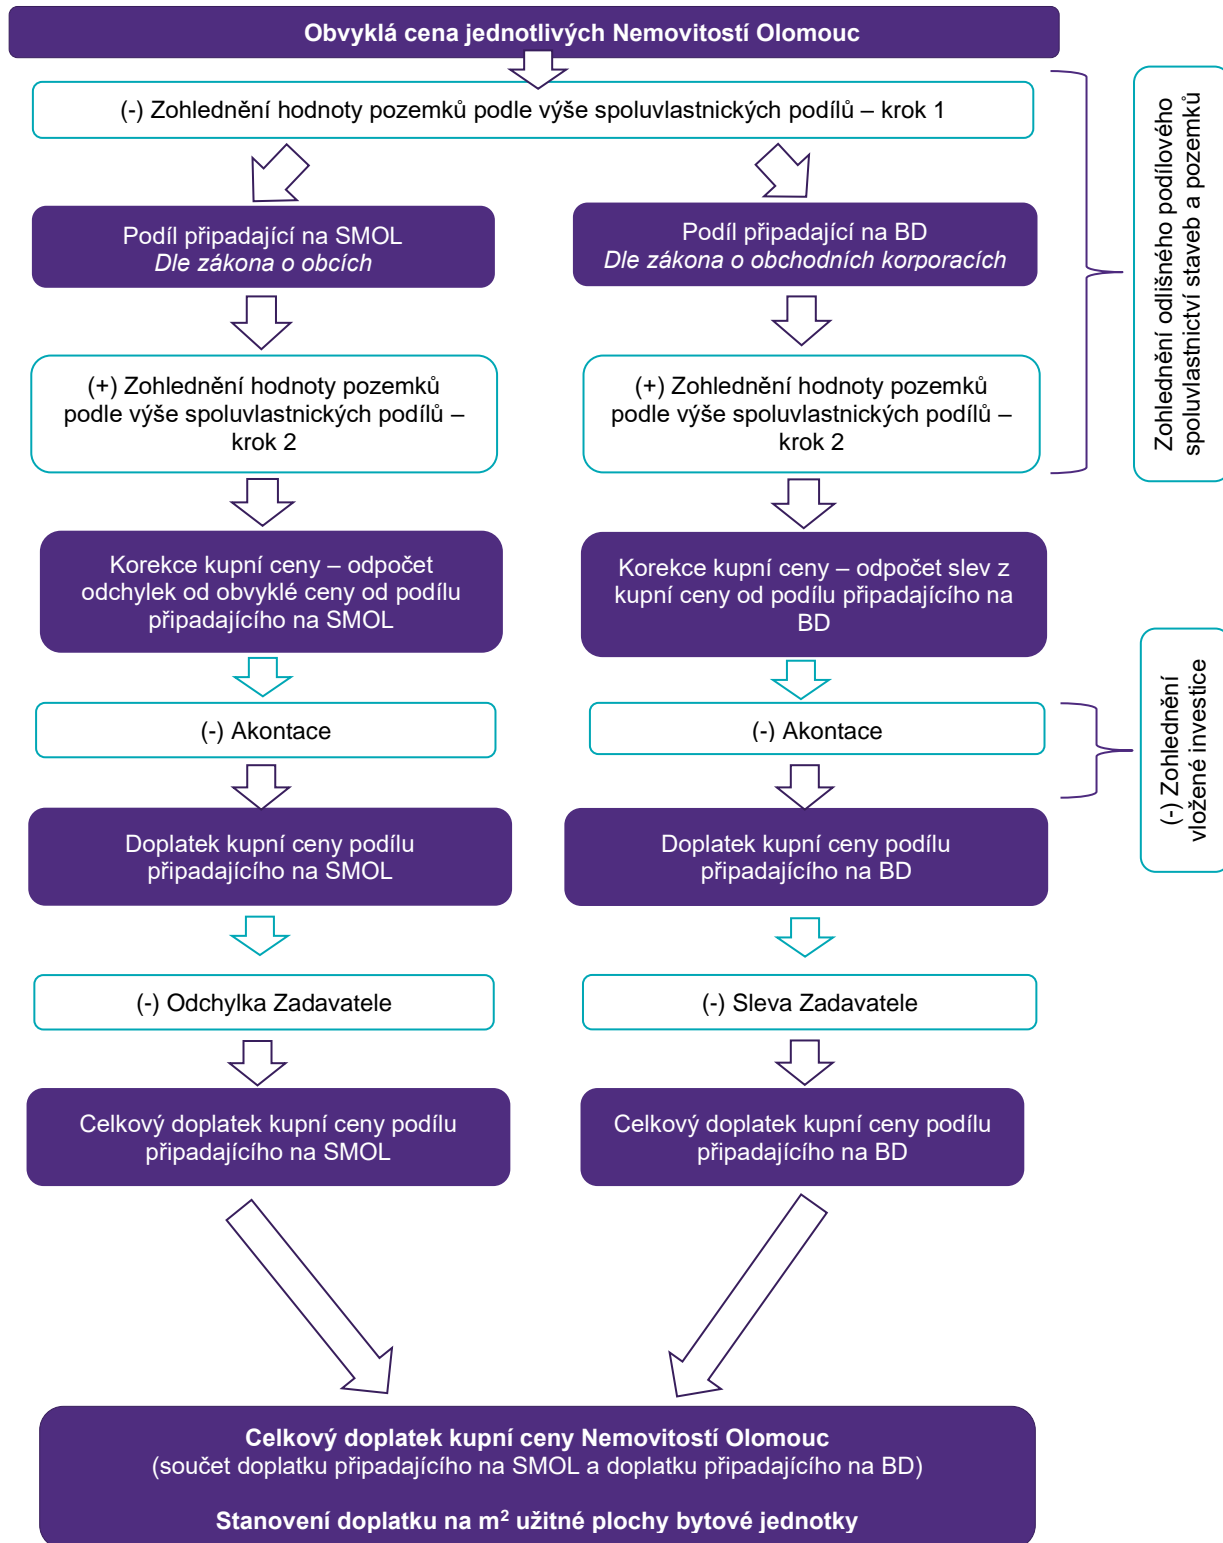 Obvyklá cena jednotlivých Nemovitostí Olomouc
(-) Zohlednění hodnoty pozemků podle výše spoluvlastnických podílů – krok 1
Podíl připadající na SMOL
Dle zákona o obcích
Podíl připadající na BD
Dle zákona o obchodních korporacích
Zohlednění odlišného podílového
spoluvlastnictví staveb a pozemků
(+) Zohlednění hodnoty pozemků
podle výše spoluvlastnických podílů –
krok 2
(+) Zohlednění hodnoty pozemků
podle výše spoluvlastnických podílů –
krok 2
Korekce kupní ceny – odpočet
odchylek od obvyklé ceny od podílu
připadajícího na SMOL
Korekce kupní ceny – odpočet slev z
kupní ceny od podílu připadajícího na
BD
(-) Akontace
(-) Akontace
(-) Zohlednění
vložené investice
Doplatek kupní ceny podílu
připadajícího na SMOL
Doplatek kupní ceny podílu
připadajícího na BD
(-) Odchylka Zadavatele
(-) Sleva Zadavatele
Celkový doplatek kupní ceny podílu
připadajícího na SMOL
Celkový doplatek kupní ceny podílu
připadajícího na BD
Celkový doplatek kupní ceny Nemovitostí Olomouc
(součet doplatku připadajícího na SMOL a doplatku připadajícího na BD)
Stanovení doplatku na m² užitné plochy bytové jednotky